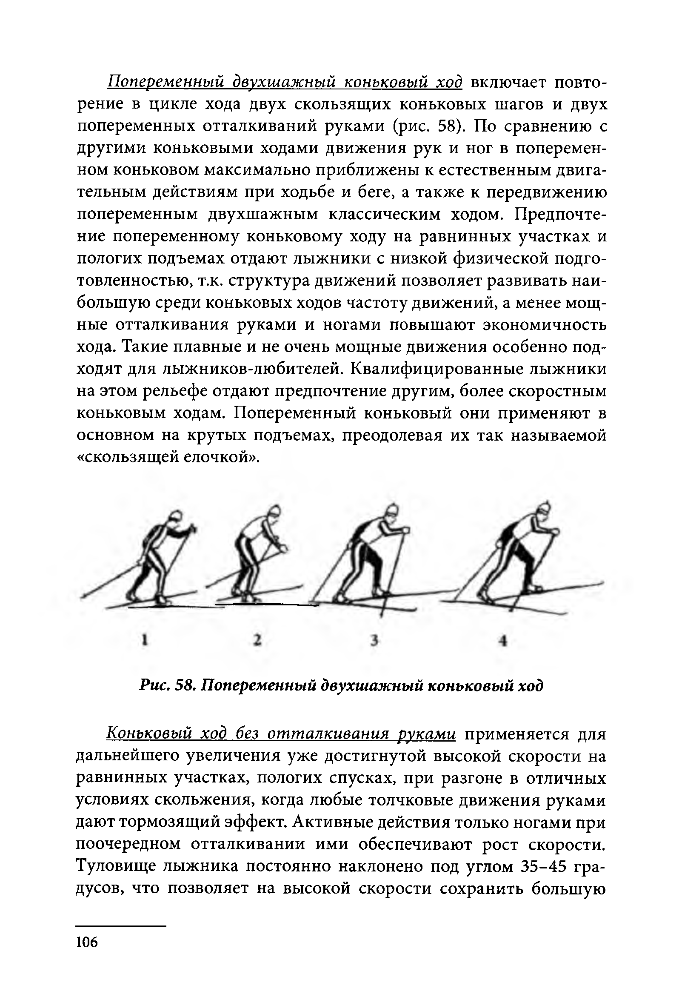 Попеременный двухшажный коньковый ход включает повто-
рение в цикле хода двух скользящих коньковых шагов и двух
попеременных отталкиваний руками (рис. 58). По сравнению с
другими коньковыми ходами движения рук и ног в поперемен-
ном коньковом максимально приближены к естественным двига-
тельным действиям при ходьбе и беге, а также к передвижению
попеременным двухшажным классическим ходом. Предпочте-
ние попеременному коньковому ходу на равнинных участках и
пологих подъемах отдают лыжники с низкой физической подго-
товленностью, т.к. структура движений позволяет развивать наи-
большую среди коньковых ходов частоту движений, а менее мощ-
ные отталкивания руками и ногами повышают экономичность
хода. Такие плавные и не очень мощные движения особенно под-
ходят для лыжников-любителей. Квалифицированные лыжники
на этом рельефе отдают предпочтение другим, более скоростным
коньковым ходам. Попеременный коньковый они применяют в
основном на крутых подъемах, преодолевая их так называемой
«скользящей елочкой».
1 2 3 4
Рис. 58. Попеременный двухшажный коньковый ход
Коньковый ход без отталкивания руками применяется для
дальнейшего увеличения уже достигнутой высокой скорости на
равнинных участках, пологих спусках, при разгоне в отличных
условиях скольжения, когда любые толчковые движения руками
дают тормозящий эффект. Активные действия только ногами при
поочередном отталкивании ими обеспечивают рост скорости.
Туловище лыжника постоянно наклонено под углом 35–45 гра-
дусов, что позволяет на высокой скорости сохранить большую
106